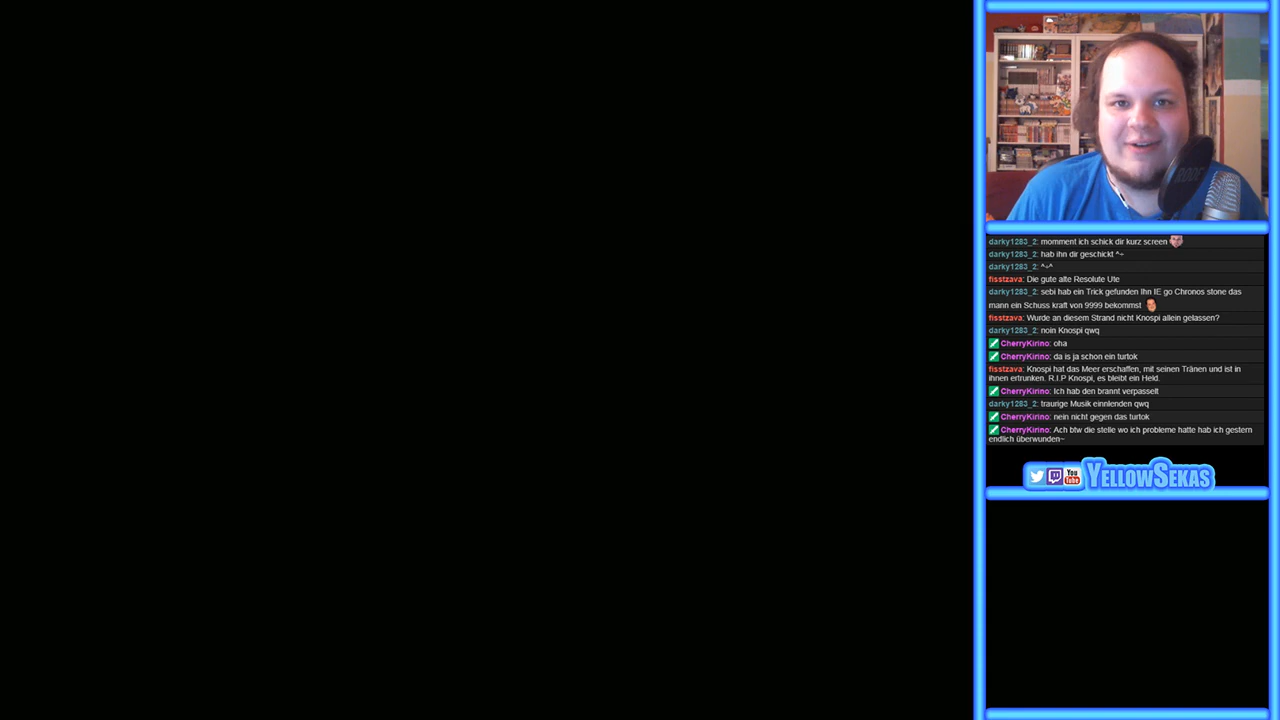 darky1283_2: momment ich schick dir kurz screen
darky1283_2: hab ihn dir geschickt ^÷
darky1283_2: ^÷^
fisstzava: Die gute alte Resolute Ute
darky1283_2: sebi hab ein Trick gefunden Ihn IE go Chronos stone das
mann ein Schuss kraft von 9999 bekommst
fisstzava: Wurde an diesem Strand nicht Knospi allein gelassen?
darky1283_2: noin Knospi qwq
CherryKirino: oha
CherryKirino: da is ja schon ein turtok
fisstzava: Knospi hat das Meer erschaffen, mit seinen Tränen und ist in
ihnen ertrunken. R.I.P Knospi, es bleibt ein Held.
CherryKirino: Ich hab den brannt verpasselt
darky1283_2: traurige Musik einnlenden qwq
CherryKirino: nein nicht gegen das turtok
CherryKirino: Ach btw die stelle wo ich probleme hatte hab ich gestern
endlich überwunden~
You Tube YELLOWSEKAS